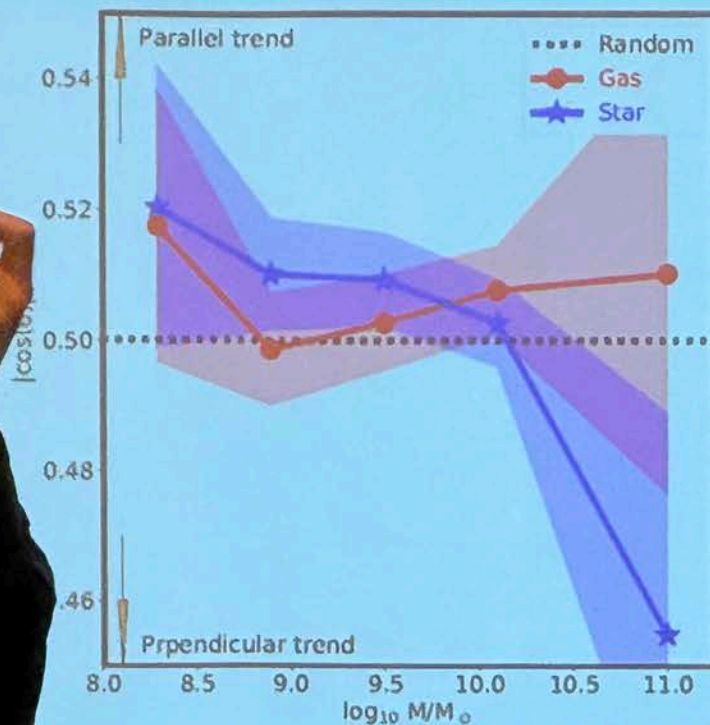 Parallel trend
Random
Gas
Star
0.54
0.52
0.50
0.48
.46
|cos(θ)
Prpendicular trend
8.0 8.5 9.0 9.5 10.0 10.5 11.0
log₁₀ M/M☉